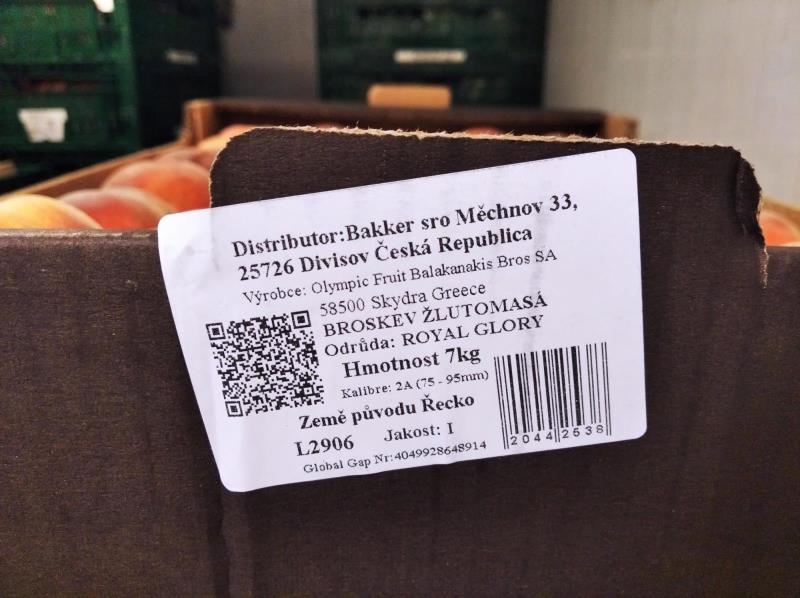 Distributor:Bakker sro Měchnov 33,
25726 Divisov Česká Republica
Výrobce: Olympic Fruit Balakanakis Bros SA
58500 Skydra Greece
BROSKEV ŽLUTOMASÁ
Odrůda: ROYAL GLORY
Hmotnost 7kg
Kalibre: 2A (75 - 95mm)
Země původu Řecko
L2906 Jakost: I
Global Gap Nr:4049928648914
2044 2538